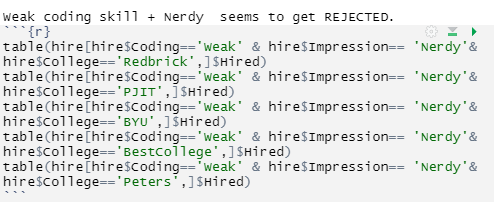 Weak coding skill + Nerdy  seems to get REJECTED.
```{r}
table(hire[hire$Coding=='Weak' & hire$Impression== 'Nerdy'&
hire$College=='Redbrick',]$Hired)
table(hire[hire$Coding=='Weak' & hire$Impression== 'Nerdy'&
hire$College=='PJIT',]$Hired)
table(hire[hire$Coding=='Weak' & hire$Impression== 'Nerdy'&
hire$College=='BYU',]$Hired)
table(hire[hire$Coding=='Weak' & hire$Impression== 'Nerdy'&
hire$College=='BestCollege',]$Hired)
table(hire[hire$Coding=='Weak' & hire$Impression== 'Nerdy'&
hire$College=='Peters',]$Hired)
```